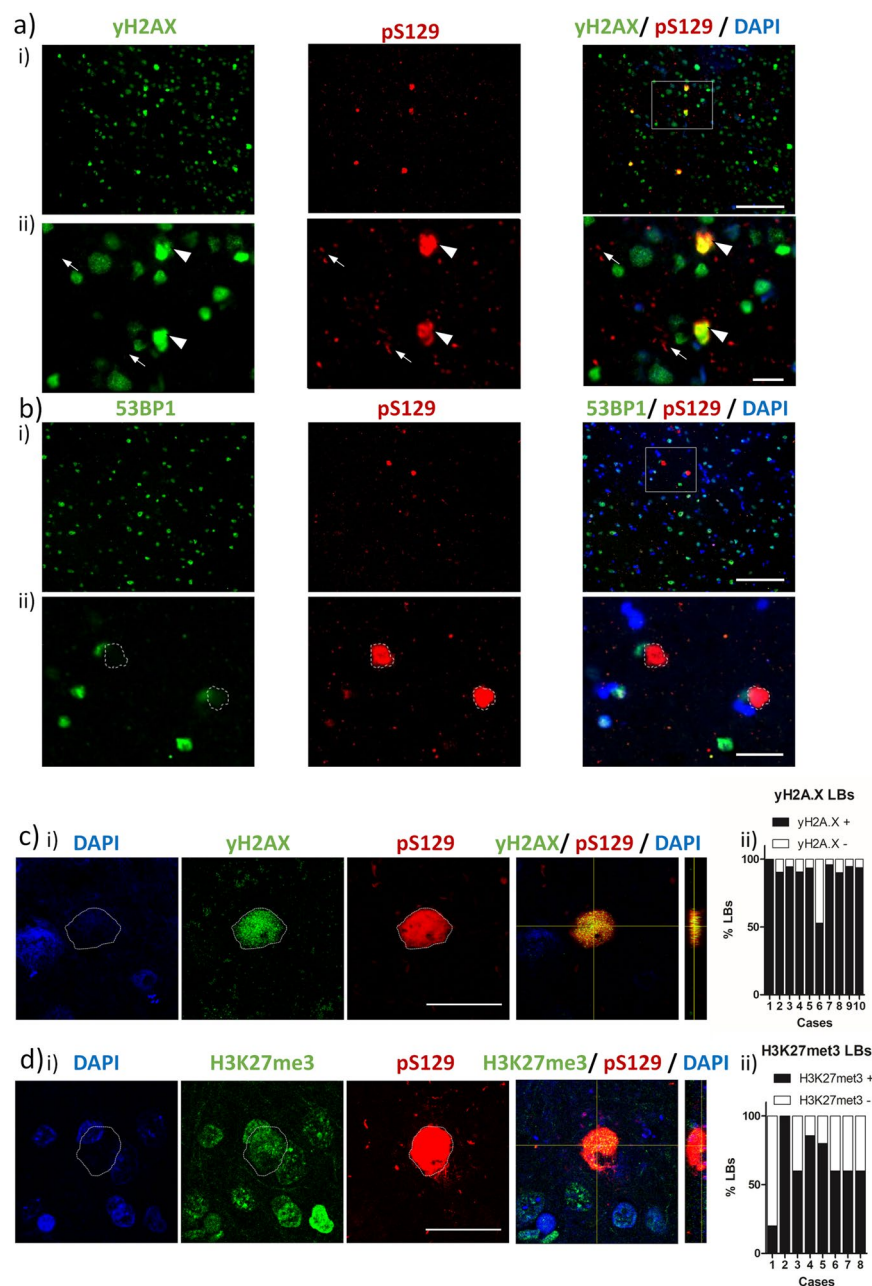 a)
yH2AX
pS129
yH2AX/ pS129 / DAPI
i)
ii)
b)
53BP1
pS129
53BP1/ pS129 / DAPI
i)
ii)
c) i)
DAPI
yH2AX
pS129
yH2AX/ pS129 / DAPI
ii)
yH2A.X LBs
yH2A.X +
yH2A.X -
100
50
0
% LBs
1 2 3 4 5 6 7 8 9 10
Cases
d) i)
DAPI
H3K27me3
pS129
H3K27me3/ pS129 / DAPI
ii)
H3K27met3 LBs
H3K27met3 +
H3K27met3 -
100
50
0
% LBs
1 2 3 4 5 6 7 8
Cases